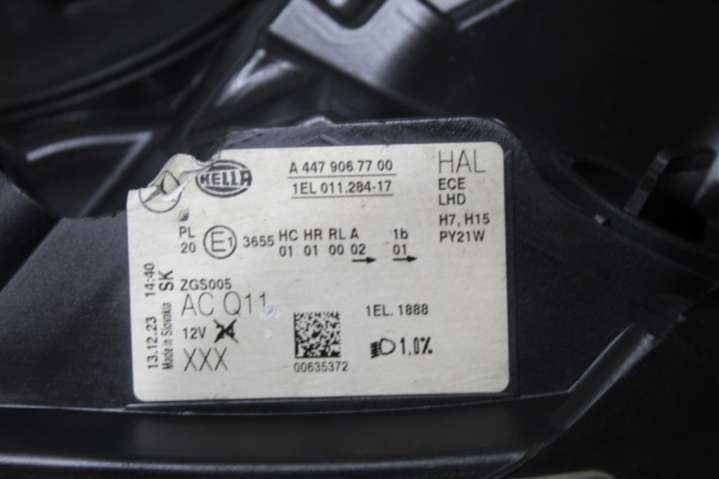 HELLA
A 447 906 77 00
1EL 011.284-17
HAL
ECE
LHD
H7, H15
PY21W
PL
20
E1
3655
HC HR RL A 1b
01 01 00 02 01
13.12.23 14:40
Made in Slovakia SK
ZGS005
AC Q11
12V
XXX
00635372
1EL. 1888
1,0%